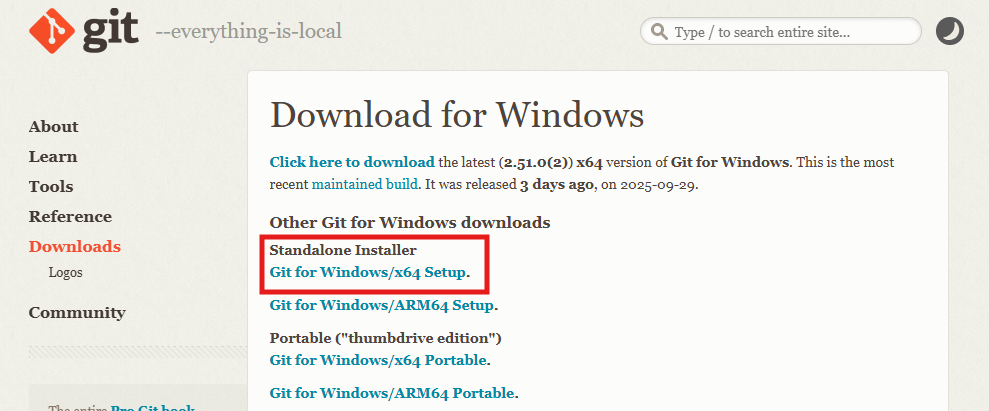 git --everything-is-local
Type / to search entire site...
About
Learn
Tools
Reference
Downloads
Logos
Community
The entire Pro Git book
Download for Windows
Click here to download the latest (2.51.0(2)) x64 version of Git for Windows. This is the most
recent maintained build. It was released 3 days ago, on 2025-09-29.
Other Git for Windows downloads
Standalone Installer
Git for Windows/x64 Setup.
Git for Windows/ARM64 Setup.
Portable ("thumbdrive edition")
Git for Windows/x64 Portable.
Git for Windows/ARM64 Portable.